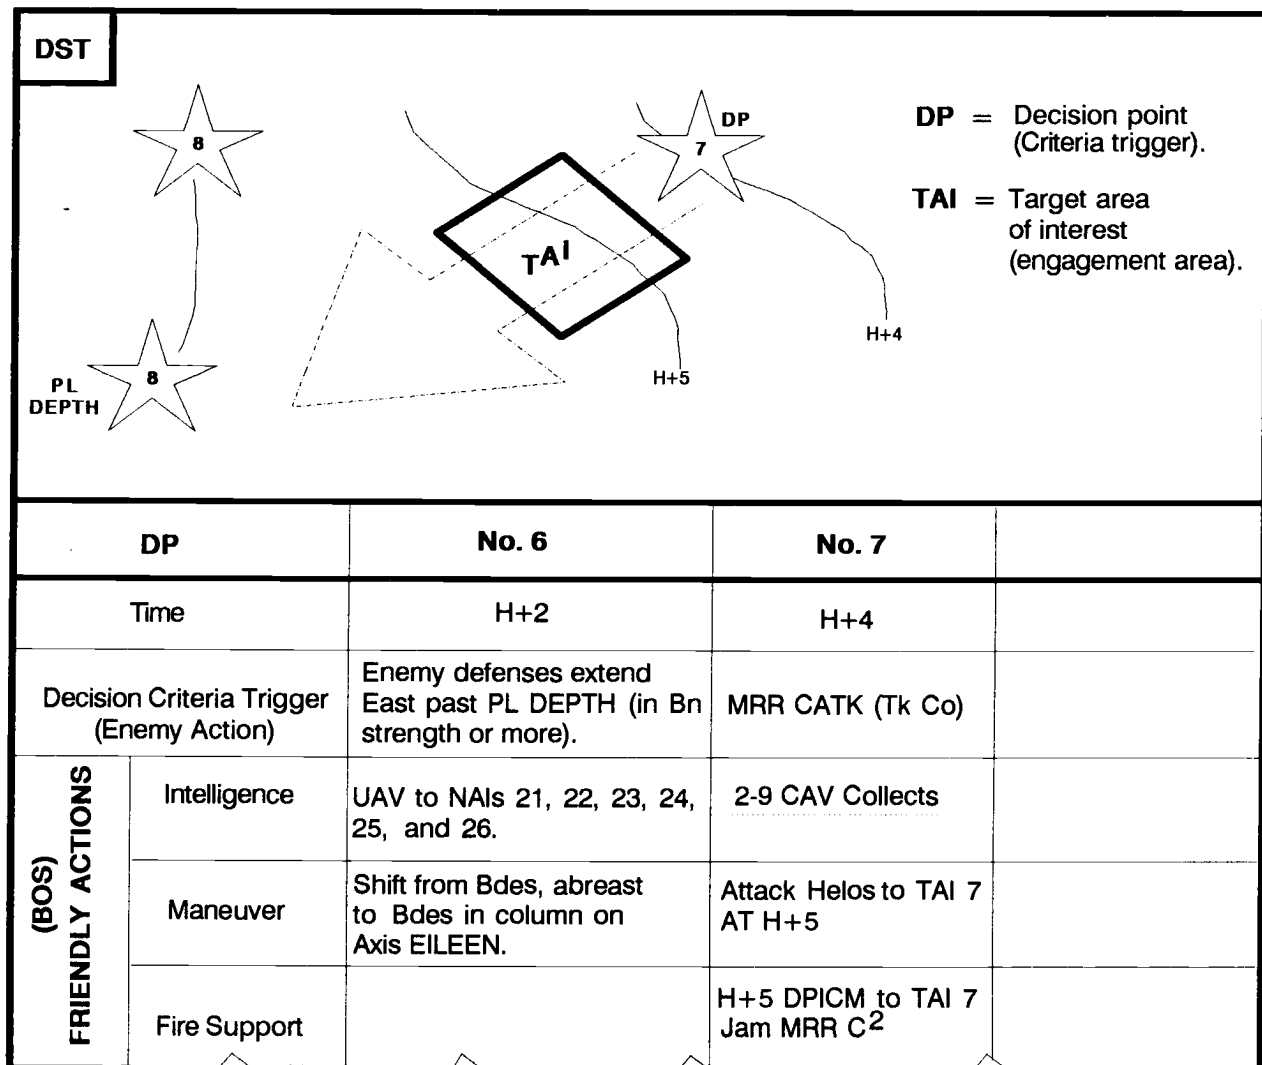 DST
8
DP
7
DP = Decision point
(Criteria trigger).
TAI = Target area
of interest
(engagement area).
TAI
H+4
H+5
PL
DEPTH
8
DP
No. 6
No. 7
Time
H+2
H+4
Decision Criteria Trigger
(Enemy Action)
Enemy defenses extend
East past PL DEPTH (in Bn
strength or more).
MRR CATK (Tk Co)
(BOS)
FRIENDLY ACTIONS
Intelligence
UAV to NAIs 21, 22, 23, 24,
25, and 26.
2-9 CAV Collects
Maneuver
Shift from Bdes, abreast
to Bdes in column on
Axis EILEEN.
Attack Helos to TAI 7
AT H+5
Fire Support
H+5 DPICM to TAI 7
Jam MRR C²